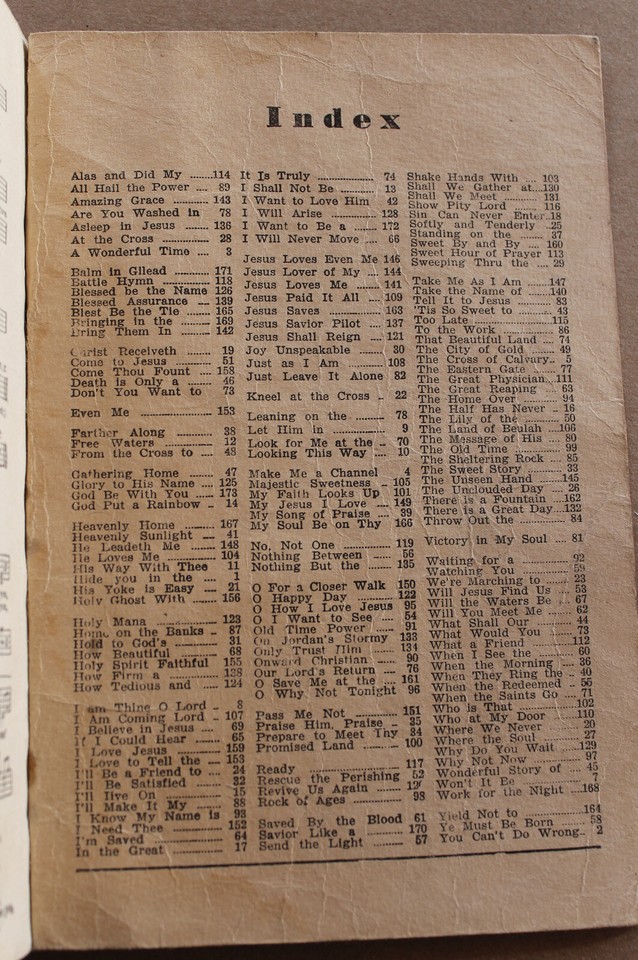 Index
Alas and Did My ........114
All Hail the Power .... 89
Amazing Grace ............ 143
Are You Washed in 78
Asleep in Jesus ........ 136
At the Cross ................ 28
A Wonderful Time .... 3
Balm in Gilead ........ 171
Battle Hymn .............. 118
Blessed be the Name 126
Blessed Assurance .. 139
Blest Be the Tie ........ 165
Bringing in the .......... 169
Bring Them In .......... 142
Christ Receiveth ...... 19
Come to Jesus ............ 51
Come Thou Fount .... 158
Death is Only a ........ 46
Don't You Want to 73
Even Me .................... 153
Farther Along .......... 38
Free Waters .............. 12
From the Cross to .... 48
Gathering Home ........ 47
Glory to His Name .... 125
God Be With You ...... 173
God Put a Rainbow .. 14
Heavenly Home ........ 167
Heavenly Sunlight .... 41
He Leadeth Me ........ 148
He Loves Me ............ 104
His Way With Thee 11
Hide you in the .... 1
His Yoke is Easy .... 21
Holy Ghost With ...... 156
Holy Mana ................ 123
Home on the Banks .. 87
Hold to God's ............ 31
How Beautiful .......... 68
Holy Spirit Faithful 155
How Firm a .............. 128
How Tedious and .... 124
I am Thine O Lord .. 8
I Am Coming Lord .. 107
I Believe in Jesus .... 69
If I Could Hear ........ 65
I Love Jesus ............ 159
I Love to Tell the .... 153
I'll Be a Friend to .... 24
I'll Be Satisfied ........ 32
I'll Live On ................ 15
I'll Make It My ........ 88
I Know My Name is 93
I Need Thee .............. 152
I'm Saved .................. 64
In the Great .............. 17
It Is Truly .................. 74
I Shall Not Be .......... 13
I Want to Love Him 42
I Will Arise .............. 128
I Want to Be a ........ 172
I Will Never Move .... 66
Jesus Loves Even Me 146
Jesus Lover of My .... 144
Jesus Loves Me ........ 141
Jesus Paid It All .... 109
Jesus Saves .............. 163
Jesus Savior Pilot .... 137
Jesus Shall Reign .... 121
Joy Unspeakable ...... 30
Just as I Am ............ 108
Just Leave It Alone 82
Kneel at the Cross .. 22
Leaning on the ........ 78
Let Him in ................ 9
Look for Me at the .. 70
Looking This Way .... 10
Make Me a Channel 4
Majestic Sweetness .. 105
My Faith Looks Up 101
My Jesus I Love ...... 149
My Song of Praise .. 39
My Soul Be on Thy 166
No, Not One .............. 119
Nothing Between ...... 56
Nothing But the ........ 135
O For a Closer Walk 150
O Happy Day ............ 122
O How I Love Jesus 95
O I Want to See ...... 54
Old Time Power ........ 91
On Jordan's Stormy 133
Only Trust Him ........ 134
Onward Christian .... 90
Our Lord's Return .... 76
O Save Me at the .... 161
O Why Not Tonight 96
Pass Me Not ............ 151
Praise Him, Praise .. 35
Prepare to Meet Thy 34
Promised Land ........ 100
Ready ........................ 117
Rescue the Perishing 52
Revive Us Again ......
Rock of Ages ............ 93
Saved By the Blood 61
Savior Like a ............ 170
Send the Light ........ 57
Shake Hands With .... 103
Shall We Gather at....130
Shall We Meet .......... 131
Show Pity Lord ........ 116
Sin Can Never Enter..18
Softly and Tenderly ..25
Standing on the ........ 37
Sweet By and By .... 160
Sweet Hour of Prayer 113
Sweeping Thru the .... 29
Take Me As I Am ......147
Take the Name of ......140
Tell It to Jesus ........ 83
'Tis So Sweet to ........ 43
Too Late ....................115
To the Work .............. 86
That Beautiful Land .... 74
The City of Gold ...... 49
The Cross of Calvary.. 5
The Eastern Gate ...... 77
The Great Physician..111
The Great Reaping .... 63
The Home Over ........ 94
The Half Has Never .. 16
The Lily of the ........ 50
The Land of Beulah ....106
The Message of His .... 80
The Old Time ............ 99
The Sheltering Rock .. 85
The Sweet Story ........ 33
The Unseen Hand ......145
The Unclouded Day .. 26
There is a Fountain ....162
There is a Great Day..132
Throw Out the .......... 84
Victory in My Soul .. 81
Waiting for a ............ 92
Watching You ............ 59
We're Marching to .... 23
Will Jesus Find Us .... 53
Will the Waters Be .. 67
Will You Meet Me .... 62
What Shall Our ........ 44
What Would You ...... 73
What a Friend ..........112
When I See the ........ 60
When the Morning .... 36
When They Ring the .. 40
When the Redeemed .. 56
When the Saints Go .. 71
Who is That ..............102
Who at My Door ......110
Where We Never ...... 20
Where the Soul ........ 27
Why Do You Wait ....129
Why Not Now .......... 97
Wonderful Story of .. 45
Won't It Be .............. 7
Work for the Night ..168
Yield Not to ..............164
Ye Must Be Born ...... 58
You Can't Do Wrong.. 2